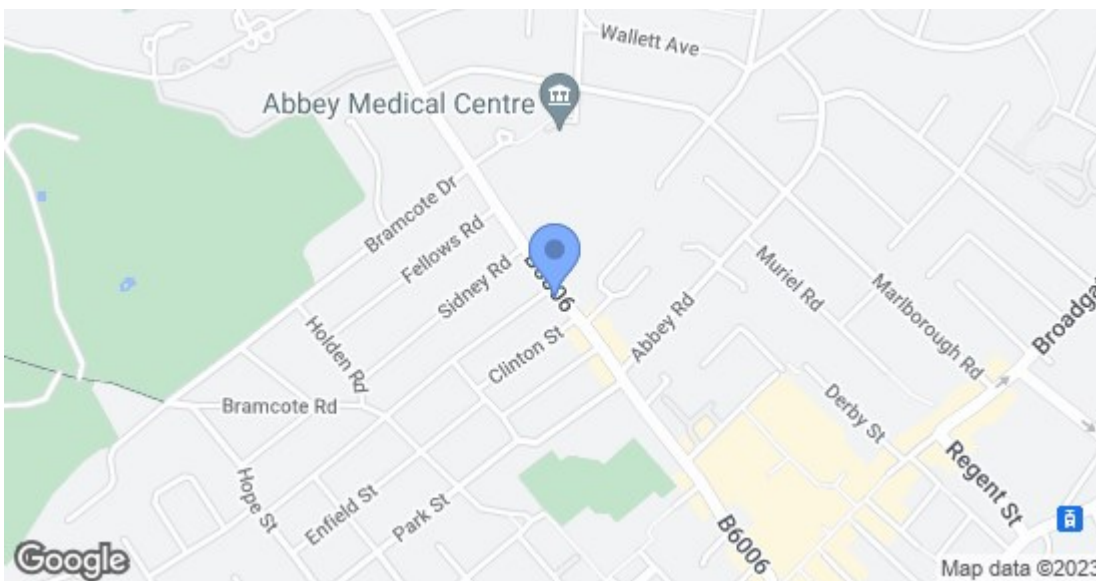 Wallett Ave
Abbey Medical Centre
Bramcote Dr
Fellows Rd
Sidney Rd
Muriel Rd
Marlborough Rd
Holden Rd
Clinton St
Abbey Rd
Bramcote Rd
Derby St
Hope St
Enfield St
Park St
Regent St
B6006
Google
Map data ©2023